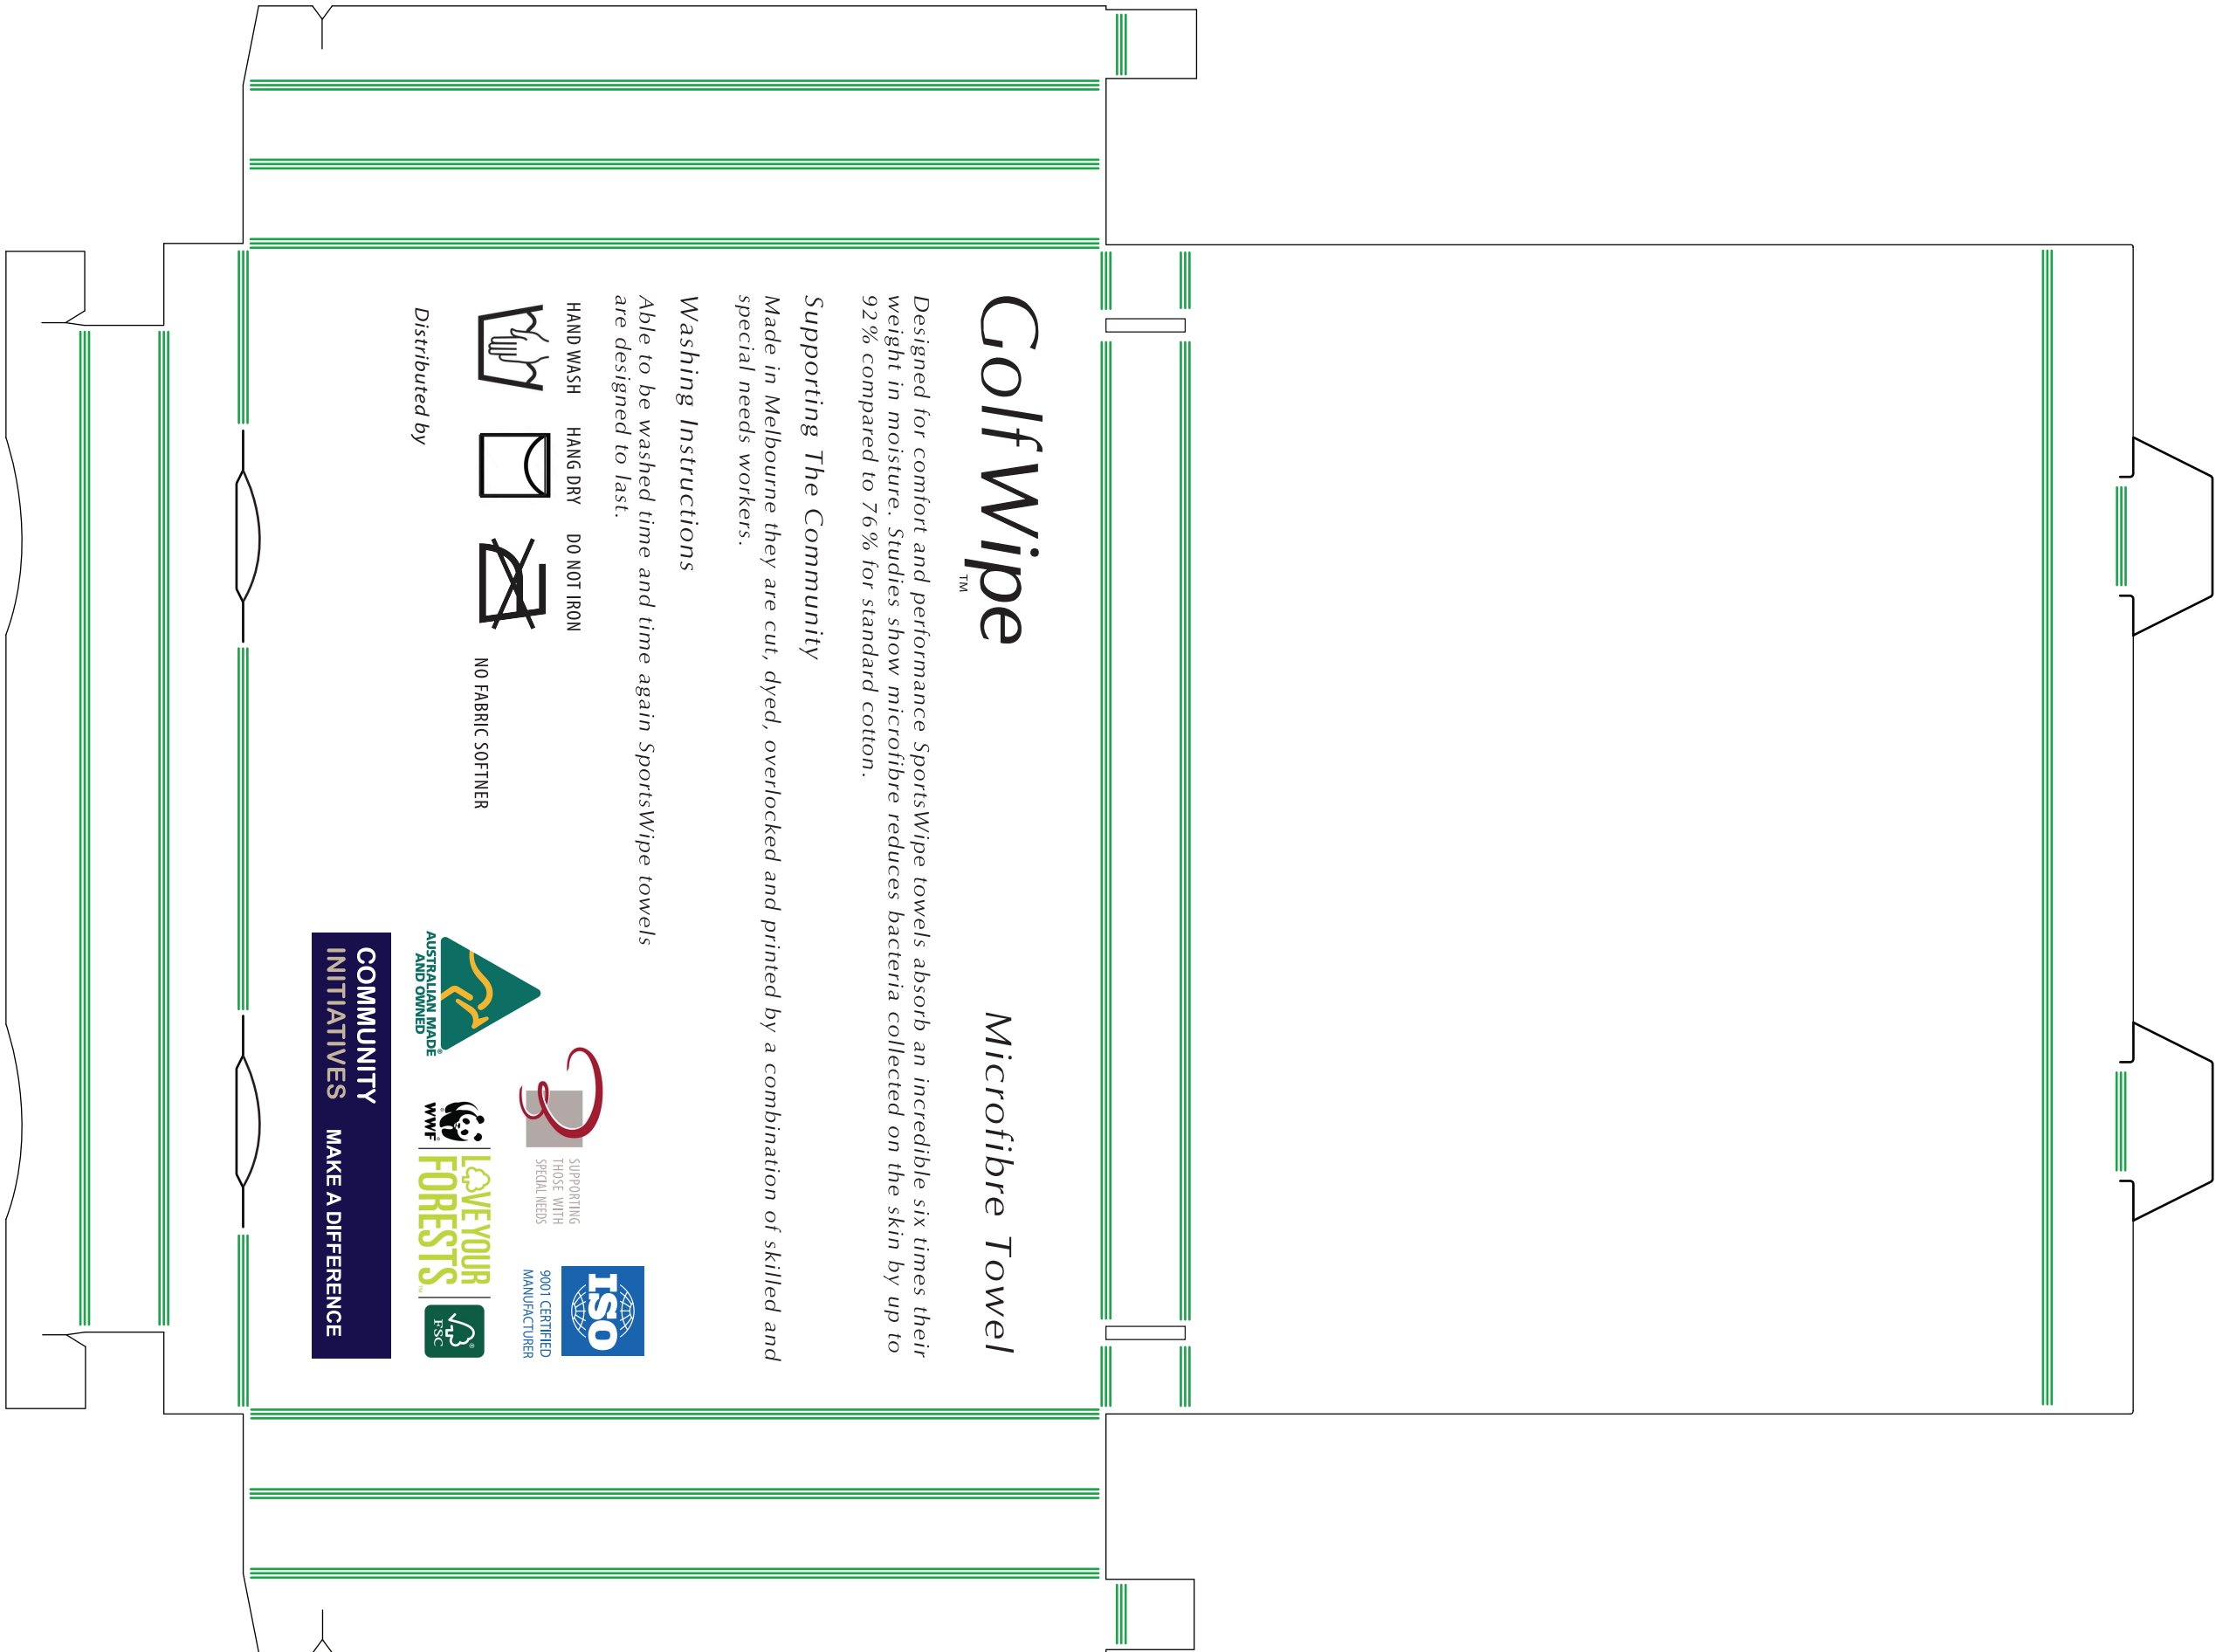 GolfWipe
TM
Microfibre Towel
Designed for comfort and performance SportsWipe towels absorb an incredible six times their
weight in moisture. Studies show microfibre reduces bacteria collected on the skin by up to
92% compared to 76% for standard cotton.
Supporting The Community
Made in Melbourne they are cut, dyed, overlocked and printed by a combination of skilled and
special needs workers.
Washing Instructions
Able to be washed time and time again SportsWipe towels
are designed to last.
HAND WASH
HANG DRY
DO NOT IRON
NO FABRIC SOFTNER
Distributed by
ISO
9001 CERTIFIED
MANUFACTURER
SUPPORTING
THOSE WITH
SPECIAL NEEDS
AUSTRALIAN MADE®
AND OWNED
® WWF®
LOVE YOUR
FORESTS™
® FSC
COMMUNITY
INITIATIVES MAKE A DIFFERENCE